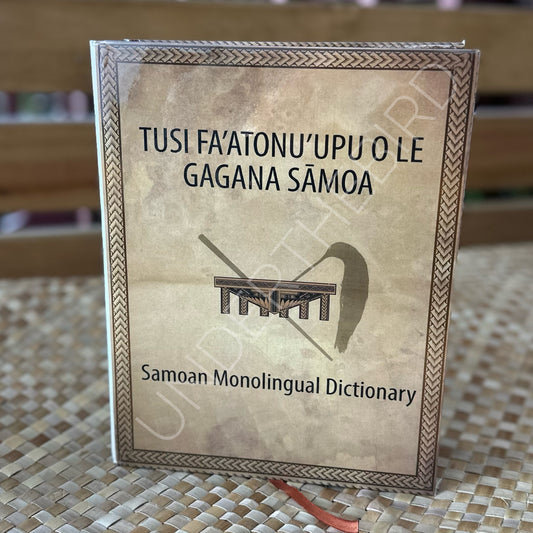 TUSI FA'ATONU'UPU O LE
GAGANA SĀMOA
Samoan Monolingual Dictionary